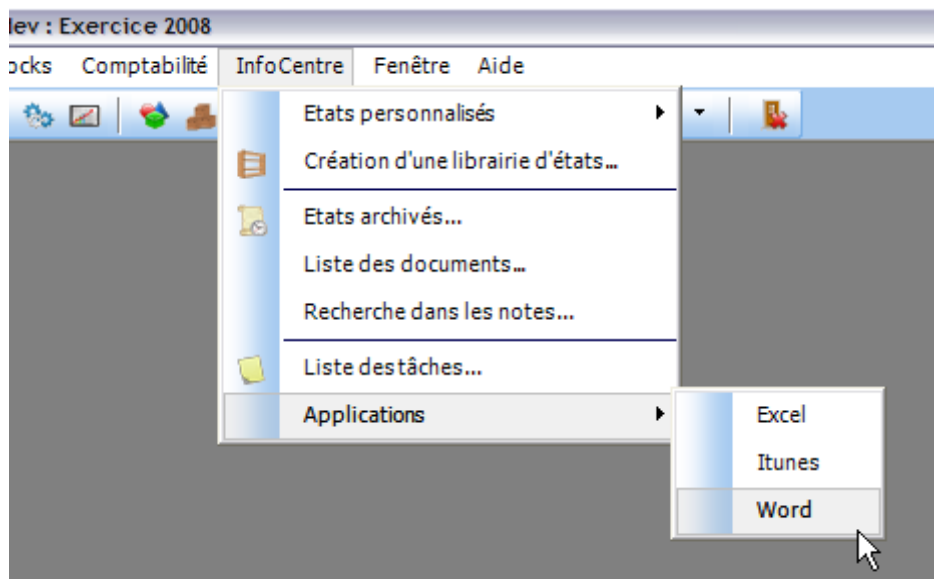 lev : Exercice 2008
ocks Comptabilité InfoCentre Fenêtre Aide
Etats personnalisés
Création d'une librairie d'états...
Etats archivés...
Liste des documents...
Recherche dans les notes...
Liste des tâches...
Applications
Excel
Itunes
Word